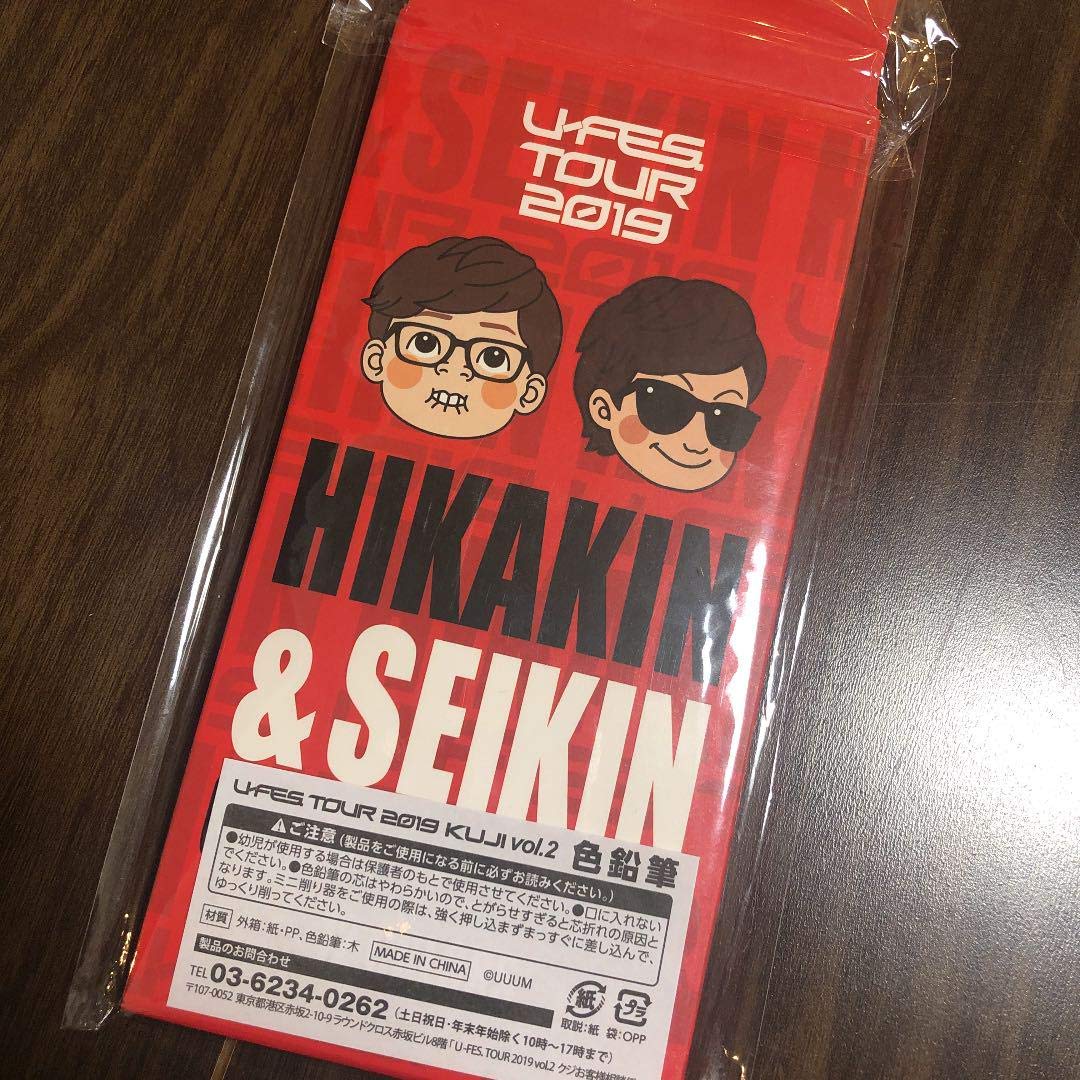 U-FES.
TOUR
2019
HIKAKIN
& SEIKIN
U-FES. TOUR 2019 KUJI vol.2 色鉛筆
⚠ご注意(製品をご使用になる前に必ずお読みください。)
●幼児が使用する場合は保護者のもとで使用させてください。●口に入れない
でください。●色鉛筆の芯はやわらかいので、とがらせすぎると芯折れの原因と
なります。ミニ削り器をご使用の際は、強く押し込まずまっすぐに差し込んで、
ゆっくり削ってください。
材質 外箱:紙・PP、色鉛筆:木 MADE IN CHINA ©UUUM
製品のお問合わせ
TEL 03-6234-0262 (土日祝日・年末年始除く10時〜17時まで)
〒107-0052 東京都港区赤坂2-10-9 ラウンドクロス赤坂ビル8階「U-FES. TOUR 2019 vol.2 クジお客様相談
紙 プラ
取説:紙 袋:OPP